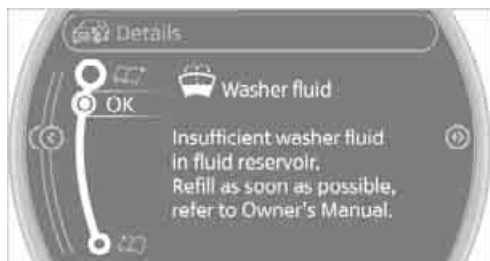 Details
Washer fluid
OK
Insufficient washer fluid
in fluid reservoir.
Refill as soon as possible,
refer to Owner's Manual.